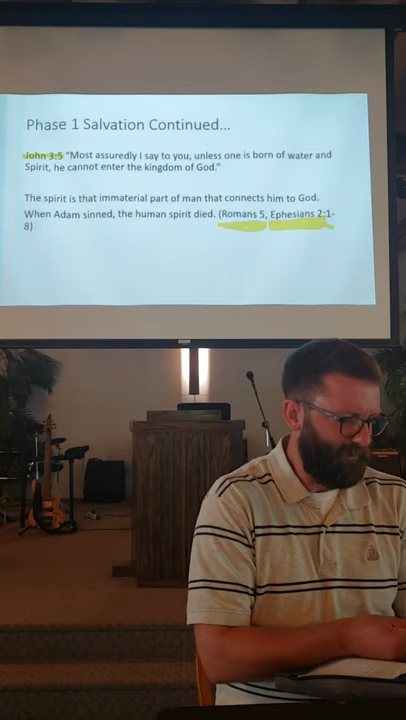 Phase 1 Salvation Continued...
John 3:5 "Most assuredly I say to you, unless one is born of water and
Spirit, he cannot enter the kingdom of God."
The spirit is that immaterial part of man that connects him to God.
When Adam sinned, the human spirit died. (Romans 5, Ephesians 2:1-
8)